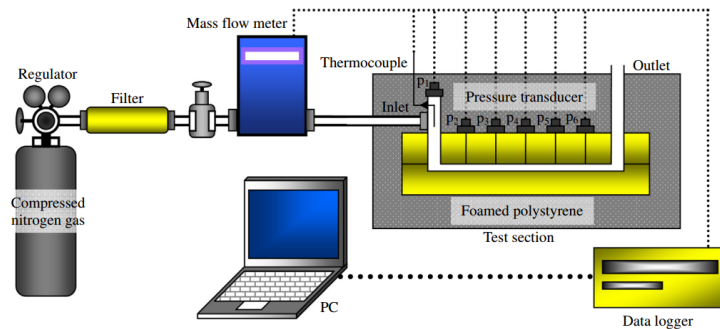 Mass flow meter
Thermocouple
Outlet
Regulator
Filter
p1
Pressure transducer
Inlet
p2 p3 p4 p5 p6
Compressed
nitrogen gas
Foamed polystyrene
Test section
PC
Data logger